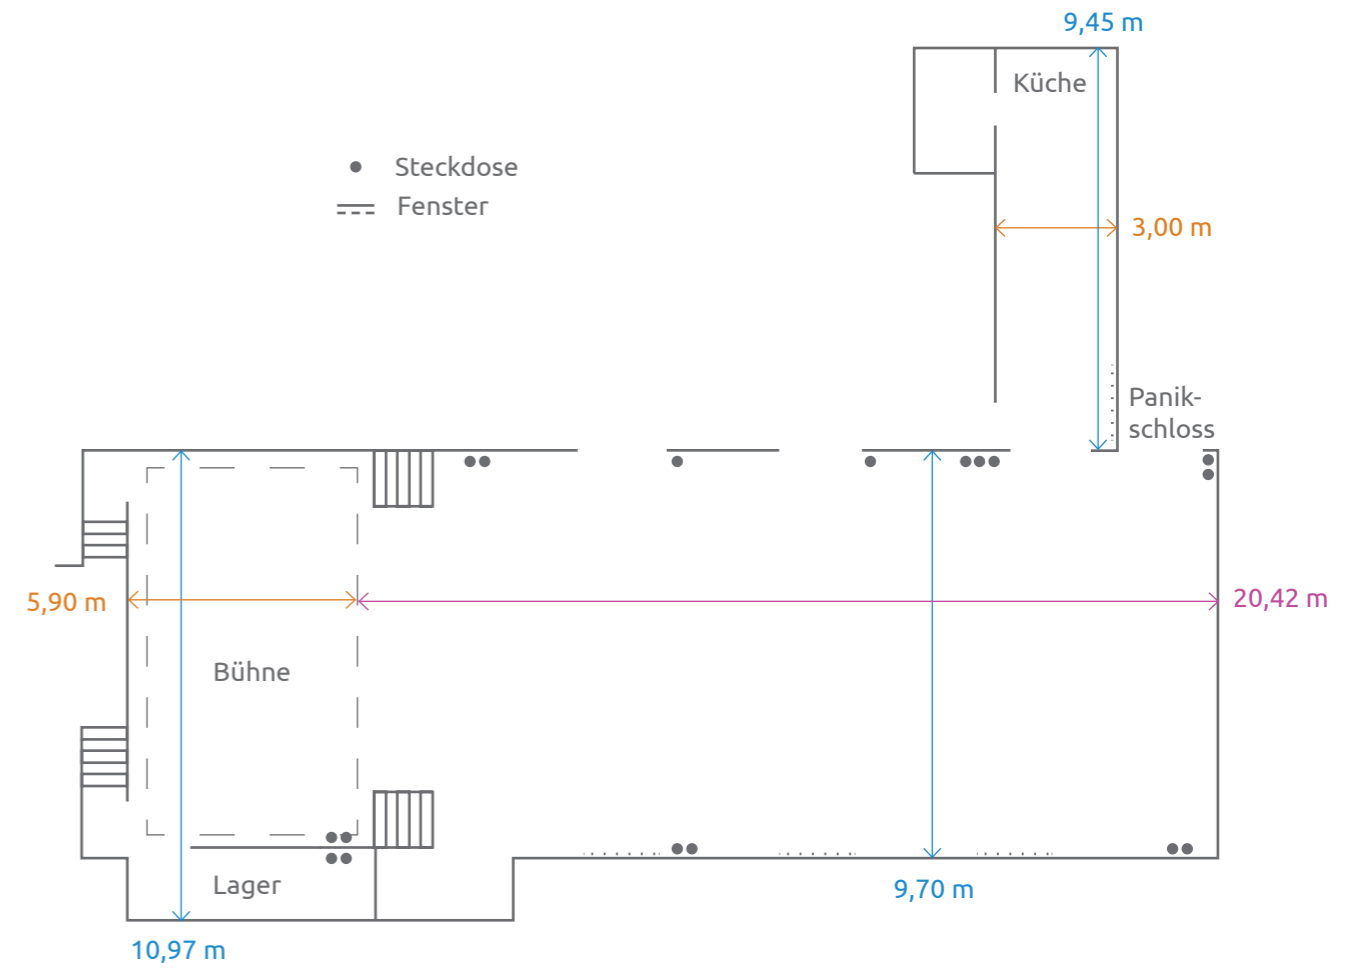 9,45 m
Küche
Steckdose
Fenster
3,00 m
Panik-
schloss
5,90 m
20,42 m
Bühne
Lager
9,70 m
10,97 m